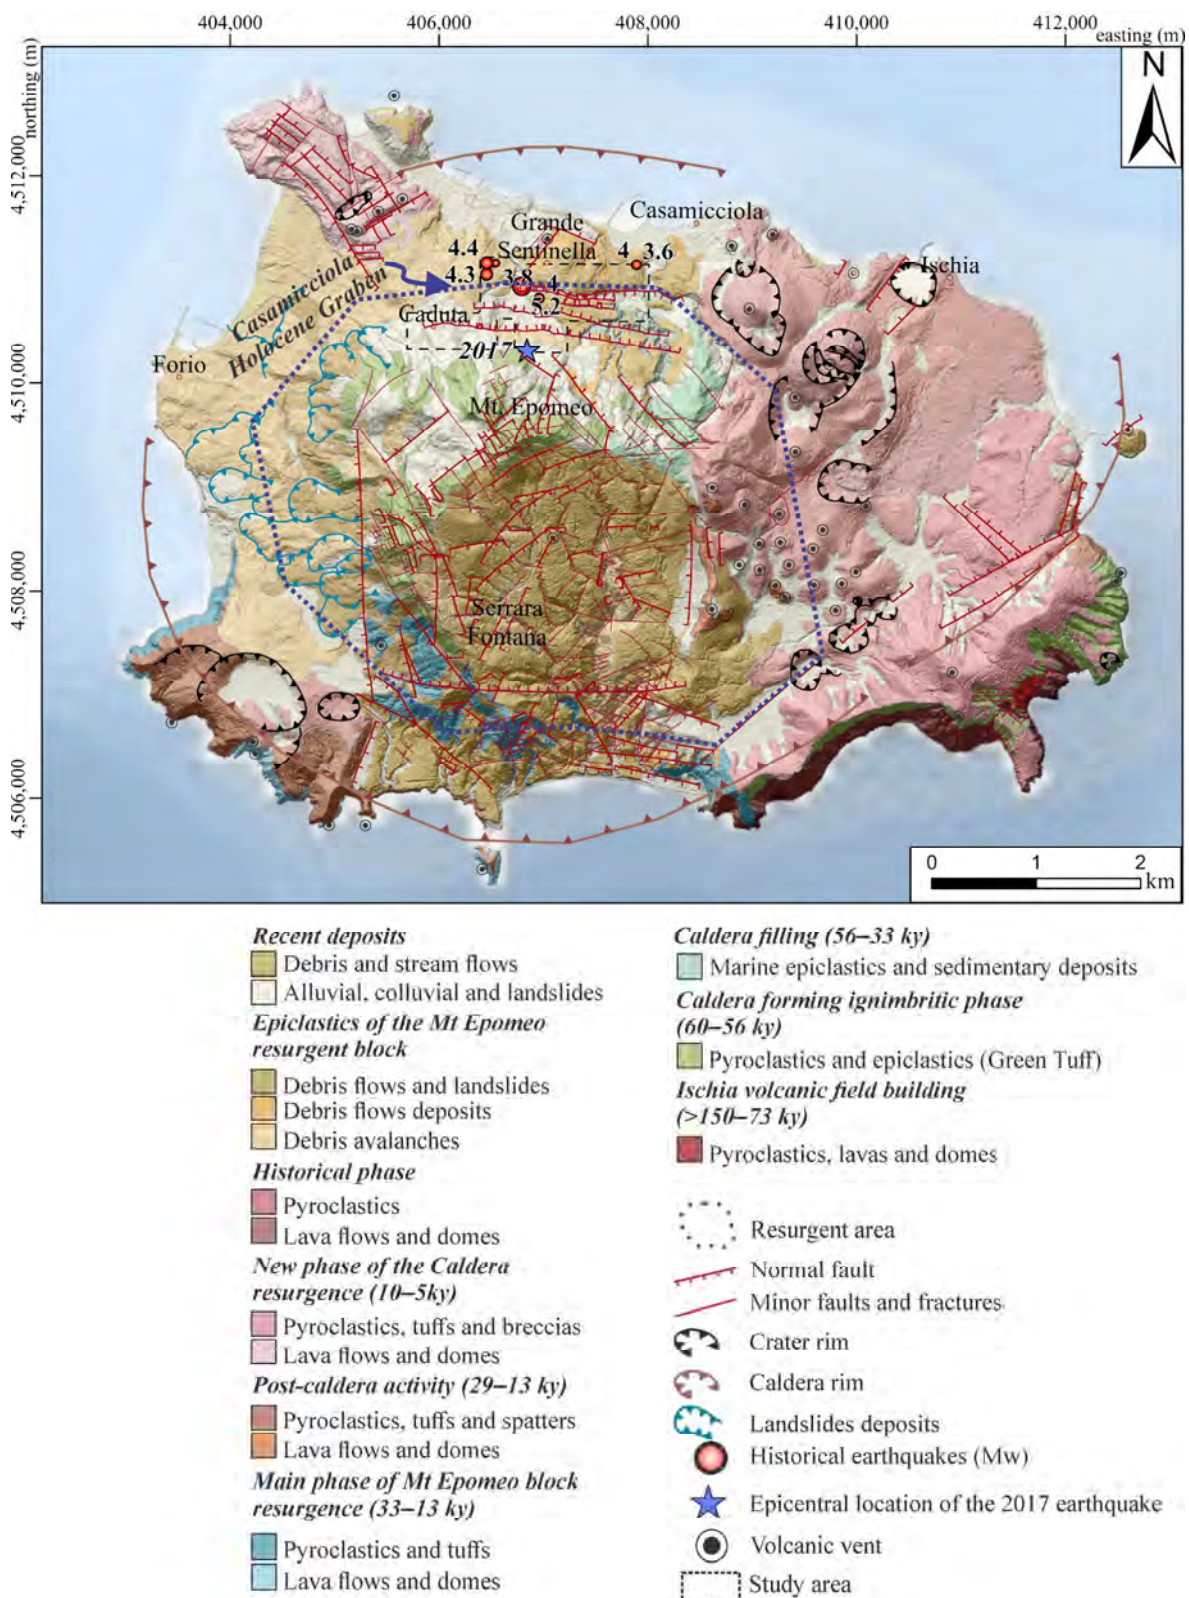 404,000
406,000
408,000
410,000
412,000
easting (m)
northing (m)
4,512,000
4,510,000
4,508,000
4,506,000
N
Casamicciola
Grande
Sentinella
4.4
4.3
3.8
4
5.2
4
3.6
Ischia
Casamicciola
Holocene Graben
Caduta
2017
Forio
Mt. Epomeo
Serrara
Fontana
0 1 2
km
Recent deposits
Debris and stream flows
Alluvial, colluvial and landslides
Epiclastics of the Mt Epomeo
resurgent block
Debris flows and landslides
Debris flows deposits
Debris avalanches
Historical phase
Pyroclastics
Lava flows and domes
New phase of the Caldera
resurgence (10–5ky)
Pyroclastics, tuffs and breccias
Lava flows and domes
Post-caldera activity (29–13 ky)
Pyroclastics, tuffs and spatters
Lava flows and domes
Main phase of Mt Epomeo block
resurgence (33–13 ky)
Pyroclastics and tuffs
Lava flows and domes
Caldera filling (56–33 ky)
Marine epiclastics and sedimentary deposits
Caldera forming ignimbritic phase
(60–56 ky)
Pyroclastics and epiclastics (Green Tuff)
Ischia volcanic field building
(>150–73 ky)
Pyroclastics, lavas and domes
Resurgent area
Normal fault
Minor faults and fractures
Crater rim
Caldera rim
Landslides deposits
Historical earthquakes (Mw)
Epicentral location of the 2017 earthquake
Volcanic vent
Study area